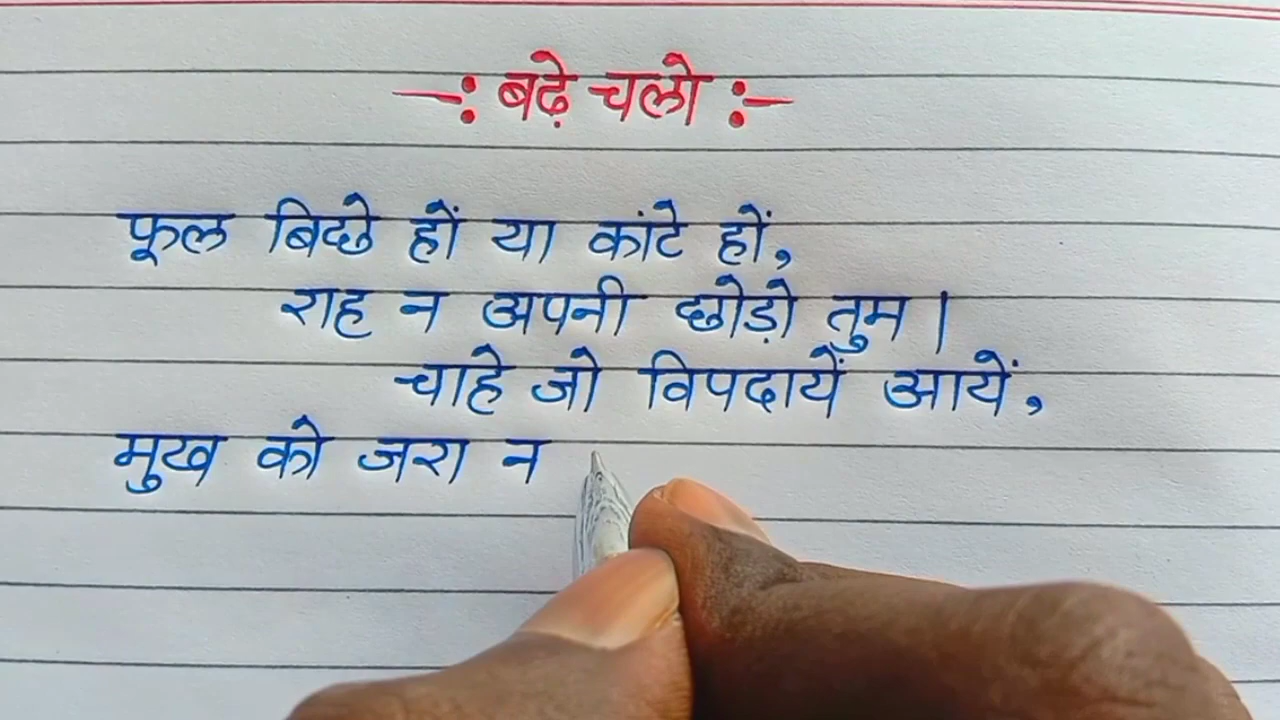 —: बढ़े चलो :—
फूल बिछे हों या कांटे हों,
राह न अपनी छोड़ो तुम।
चाहे जो विपदायें आयें,
मुख को जरा न